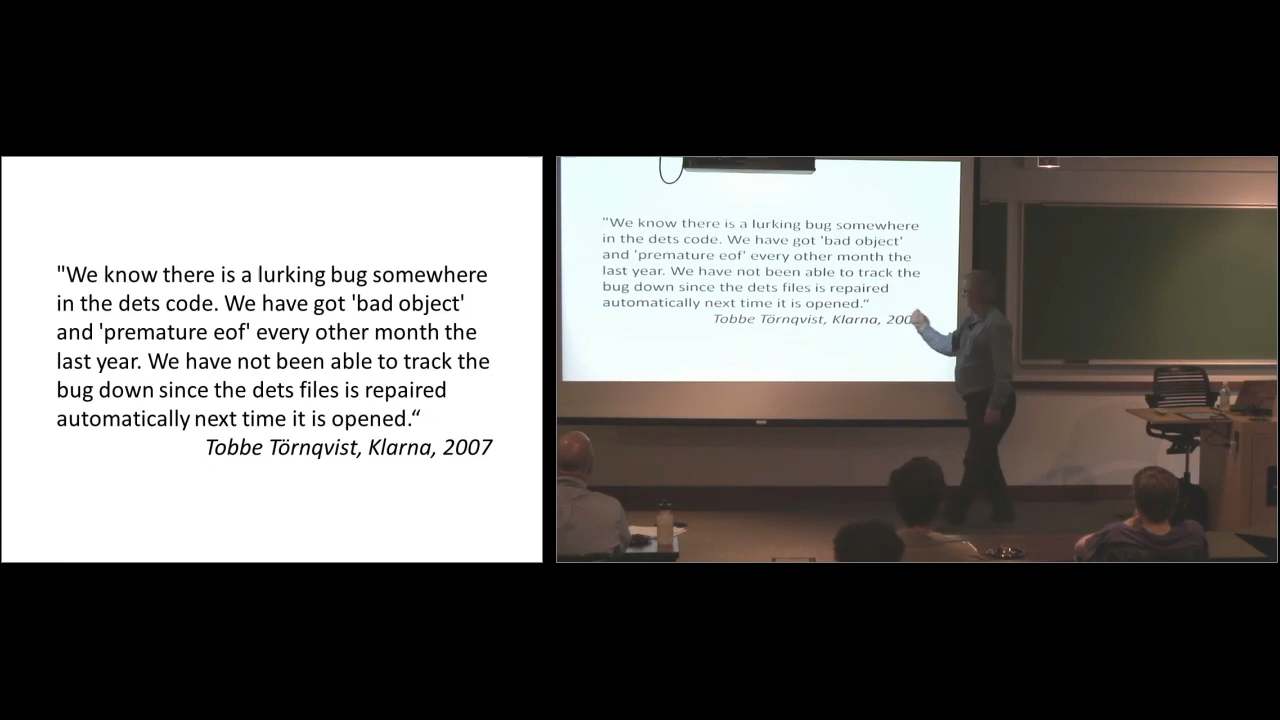 "We know there is a lurking bug somewhere
in the dets code. We have got 'bad object'
and 'premature eof' every other month the
last year. We have not been able to track the
bug down since the dets files is repaired
automatically next time it is opened.“
Tobbe Törnqvist, Klarna, 2007
"We know there is a lurking bug somewhere
in the dets code. We have got 'bad object'
and 'premature eof' every other month the
last year. We have not been able to track the
bug down since the dets files is repaired
automatically next time it is opened.“
Tobbe Törnqvist, Klarna, 200